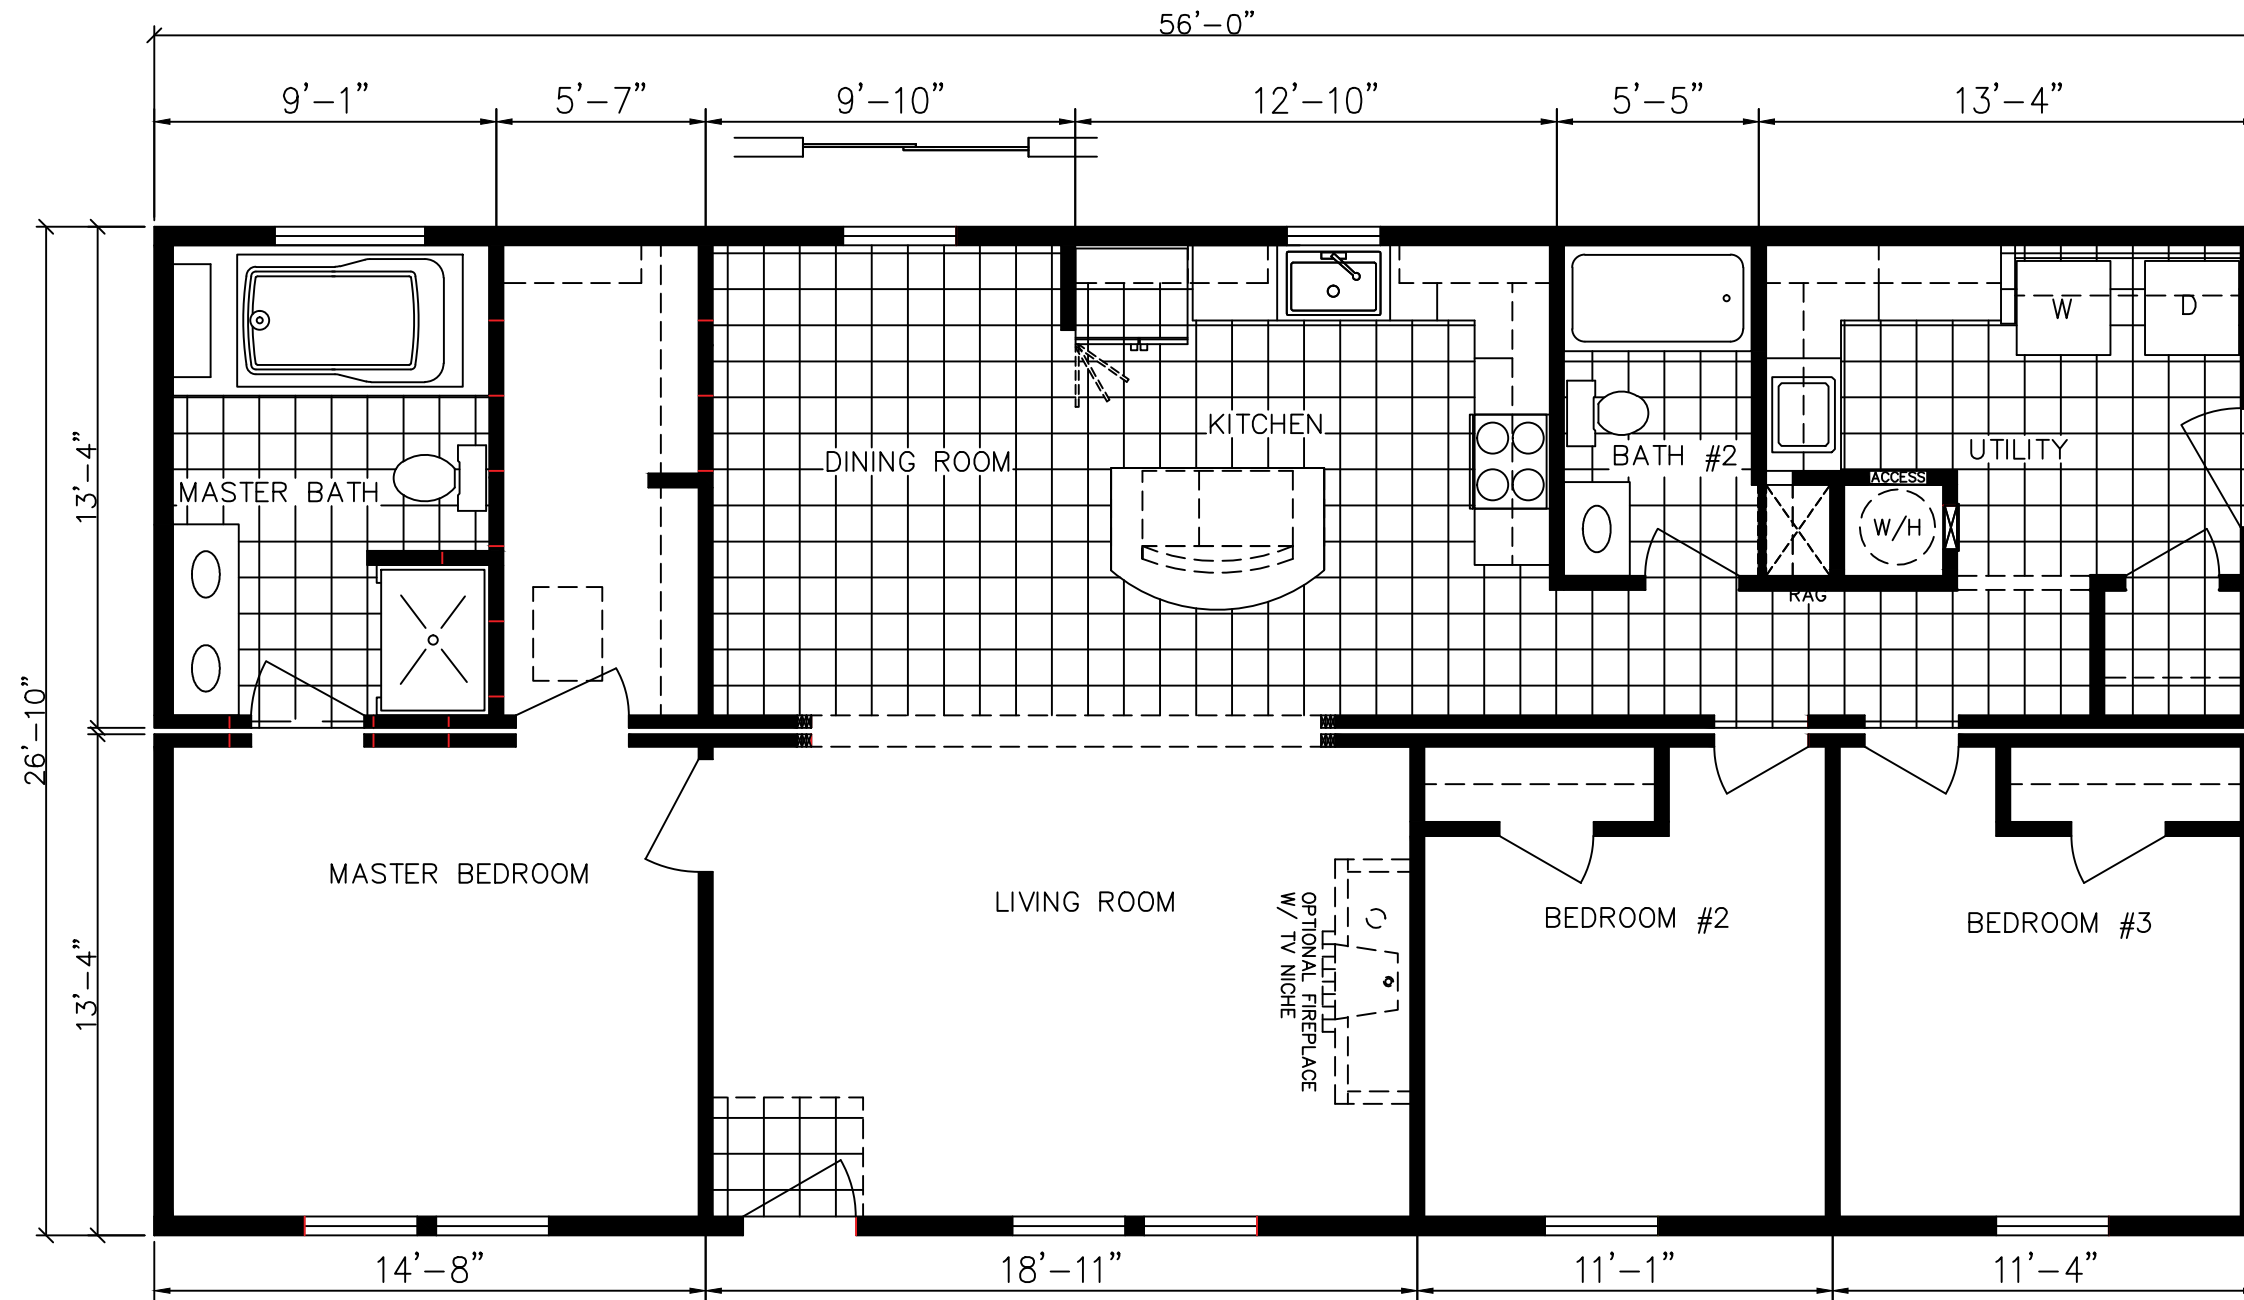 56'-0"
9'-1" 5'-7" 9'-10" 12'-10" 5'-5" 13'-4"
W D
KITCHEN
DINING ROOM
BATH #2
UTILITY
13'-4"
MASTER BATH
ACCESS
W/H
RAG
26'-10"
MASTER BEDROOM
LIVING ROOM
OPTIONAL FIREPLACE
W/ TV NICHE
BEDROOM #2
BEDROOM #3
13'-4"
14'-8" 18'-11" 11'-1" 11'-4"